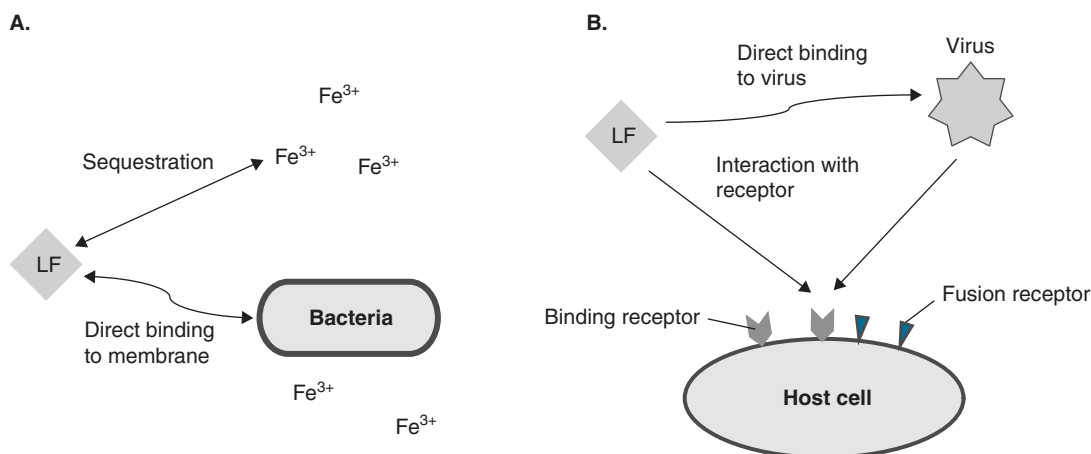 A.
Fe3+
Sequestration
Fe3+
Fe3+
LF
Direct binding
to membrane
Bacteria
Fe3+
Fe3+
B.
Virus
Direct binding
to virus
LF
Interaction with
receptor
Binding receptor
Fusion receptor
Host cell